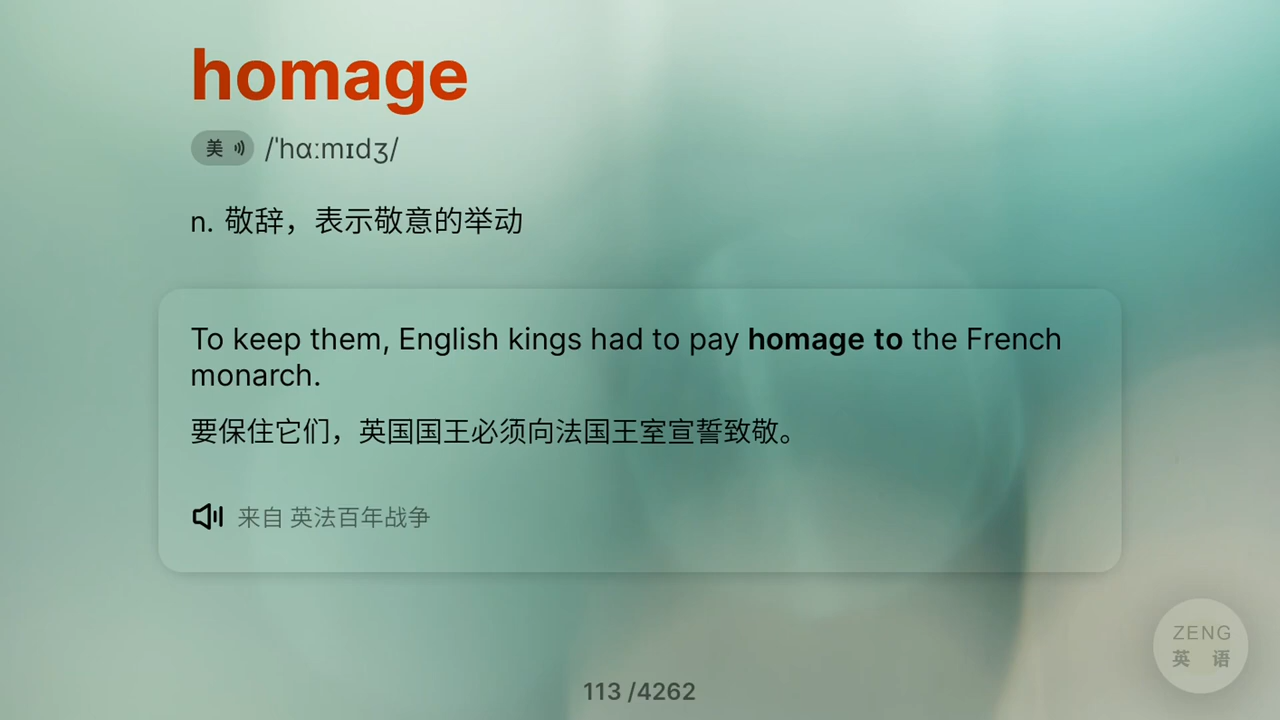 homage
美 /ˈhɑːmɪdʒ/
n. 敬辞，表示敬意的举动
To keep them, English kings had to pay homage to the French
monarch.
要保住它们，英国国王必须向法国王室宣誓致敬。
来自 英法百年战争
ZENG
英 语
113 /4262